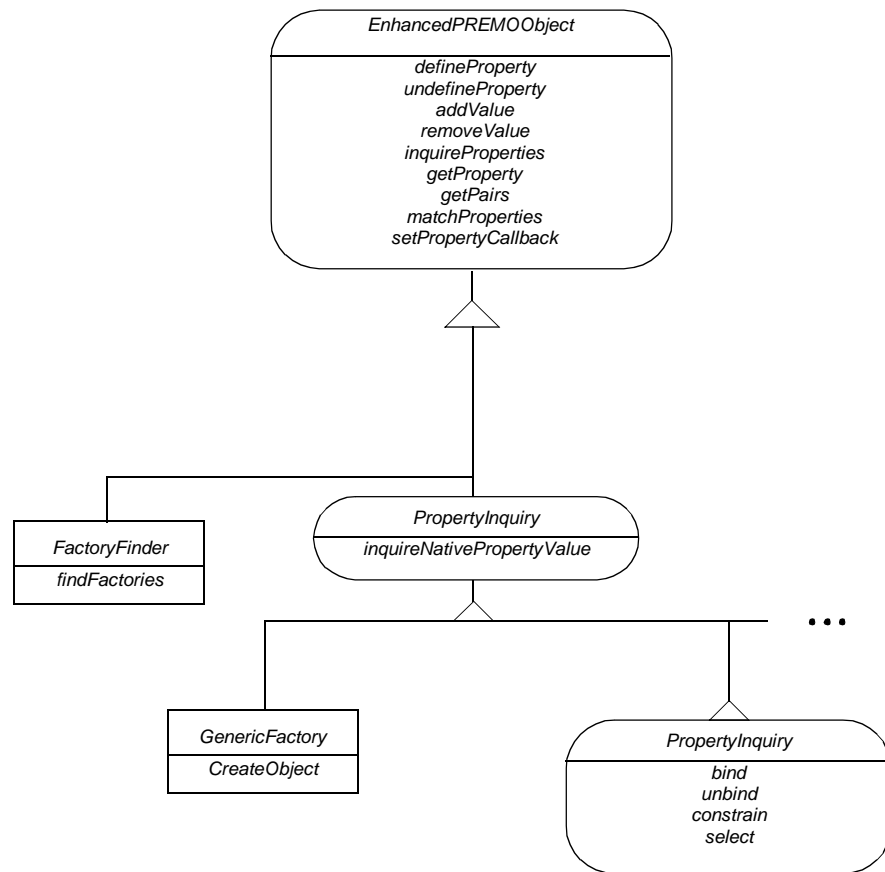 EnhancedPREMOObject
defineProperty
undefineProperty
addValue
removeValue
inquireProperties
getProperty
getPairs
matchProperties
setPropertyCallback
PropertyInquiry
inquireNativePropertyValue
FactoryFinder
findFactories
...
GenericFactory
CreateObject
PropertyInquiry
bind
unbind
constrain
select